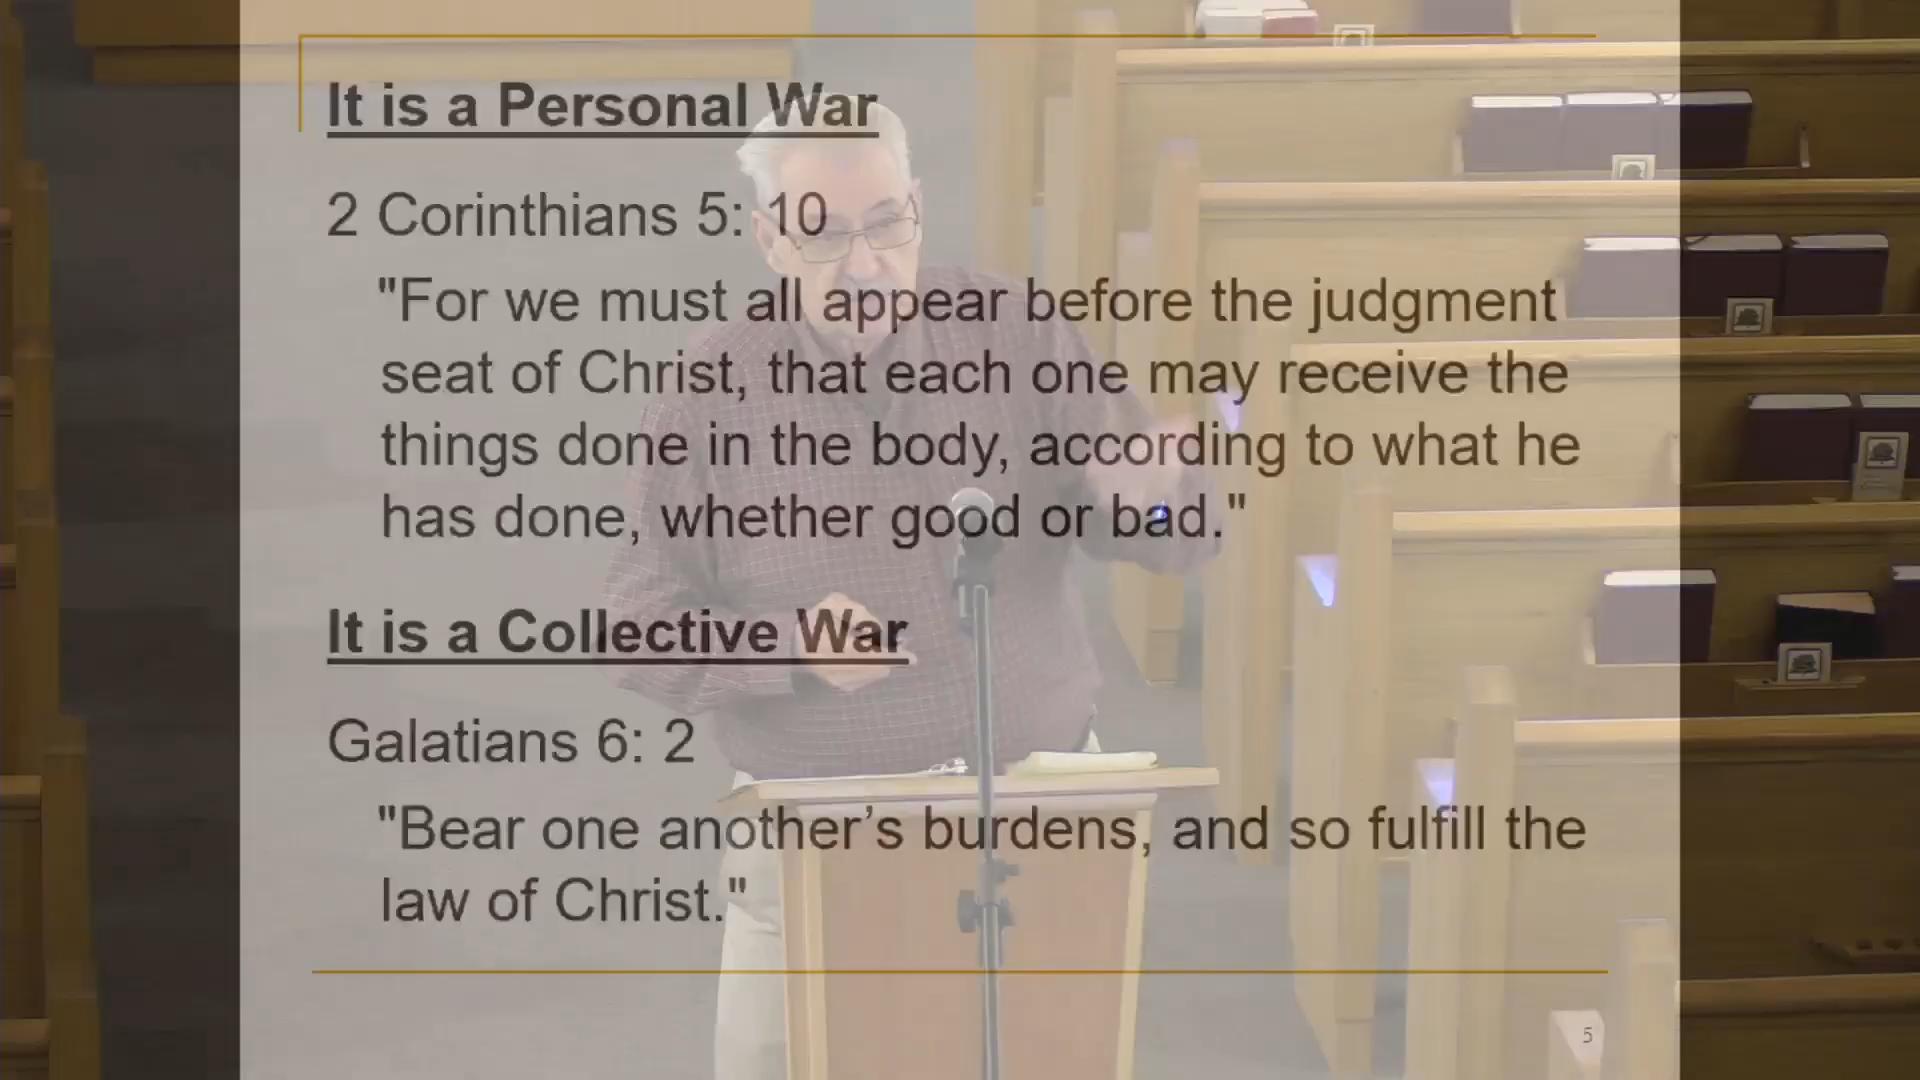 It is a Personal War
2 Corinthians 5: 10
"For we must all appear before the judgment
seat of Christ, that each one may receive the
things done in the body, according to what he
has done, whether good or bad."
It is a Collective War
Galatians 6: 2
"Bear one another’s burdens, and so fulfill the
law of Christ."
5